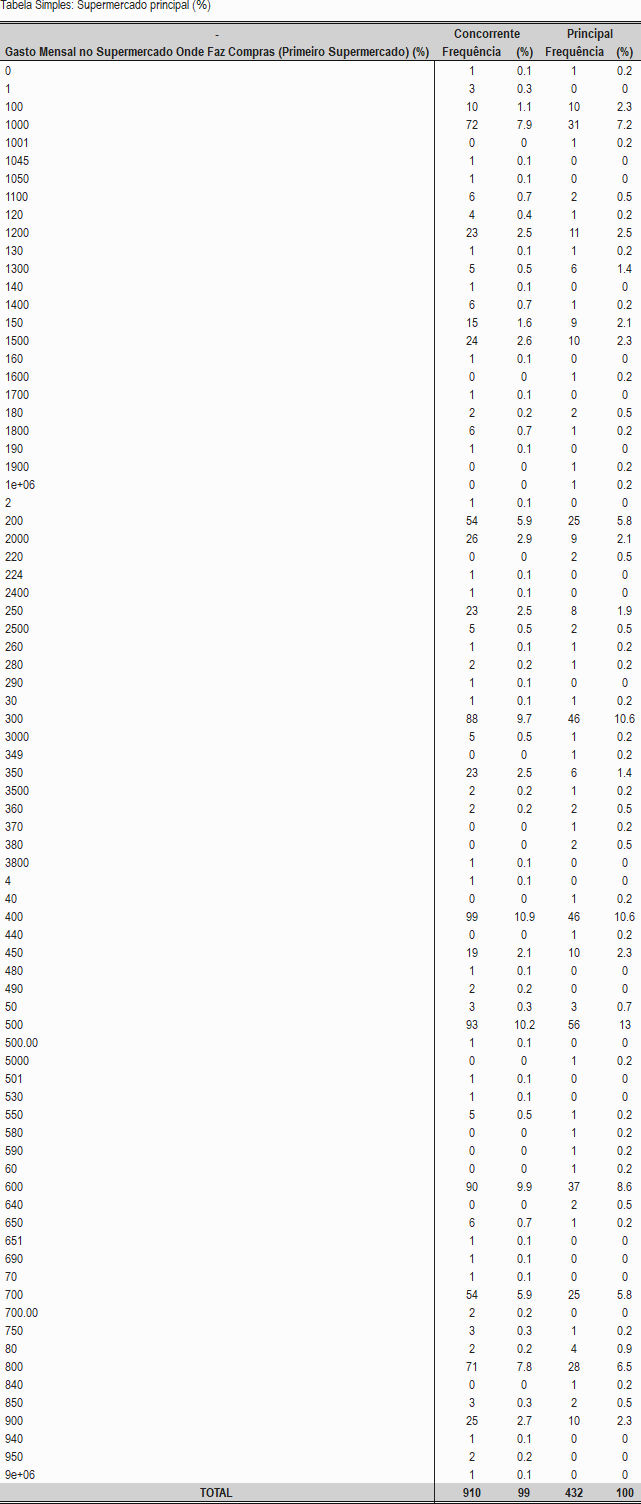 Tabela Simples: Supermercado principal (%)
- Concorrente Principal
Gasto Mensal no Supermercado Onde Faz Compras (Primeiro Supermercado) (%) Frequência (%) Frequência (%)
0 1 0.1 1 0.2
1 3 0.3 0 0
100 10 1.1 10 2.3
1000 72 7.9 31 7.2
1001 0 0 1 0.2
1045 1 0.1 0 0
1050 1 0.1 0 0
1100 6 0.7 2 0.5
120 4 0.4 1 0.2
1200 23 2.5 11 2.5
130 1 0.1 1 0.2
1300 5 0.5 6 1.4
140 1 0.1 0 0
1400 6 0.7 1 0.2
150 15 1.6 9 2.1
1500 24 2.6 10 2.3
160 1 0.1 0 0
1600 0 0 1 0.2
1700 1 0.1 0 0
180 2 0.2 2 0.5
1800 6 0.7 1 0.2
190 1 0.1 0 0
1900 0 0 1 0.2
1e+06 0 0 1 0.2
2 1 0.1 0 0
200 54 5.9 25 5.8
2000 26 2.9 9 2.1
220 0 0 2 0.5
224 1 0.1 0 0
2400 1 0.1 0 0
250 23 2.5 8 1.9
2500 5 0.5 2 0.5
260 1 0.1 1 0.2
280 2 0.2 1 0.2
290 1 0.1 0 0
30 1 0.1 1 0.2
300 88 9.7 46 10.6
3000 5 0.5 1 0.2
349 0 0 1 0.2
350 23 2.5 6 1.4
3500 2 0.2 1 0.2
360 2 0.2 2 0.5
370 0 0 1 0.2
380 0 0 2 0.5
3800 1 0.1 0 0
4 1 0.1 0 0
40 0 0 1 0.2
400 99 10.9 46 10.6
440 0 0 1 0.2
450 19 2.1 10 2.3
480 1 0.1 0 0
490 2 0.2 0 0
50 3 0.3 3 0.7
500 93 10.2 56 13
500.00 1 0.1 0 0
5000 0 0 1 0.2
501 1 0.1 0 0
530 1 0.1 0 0
550 5 0.5 1 0.2
580 0 0 1 0.2
590 0 0 1 0.2
60 0 0 1 0.2
600 90 9.9 37 8.6
640 0 0 2 0.5
650 6 0.7 1 0.2
651 1 0.1 0 0
690 1 0.1 0 0
70 1 0.1 0 0
700 54 5.9 25 5.8
700.00 2 0.2 0 0
750 3 0.3 1 0.2
80 2 0.2 4 0.9
800 71 7.8 28 6.5
840 0 0 1 0.2
850 3 0.3 2 0.5
900 25 2.7 10 2.3
940 1 0.1 0 0
950 2 0.2 0 0
9e+06 1 0.1 0 0
TOTAL 910 99 432 100